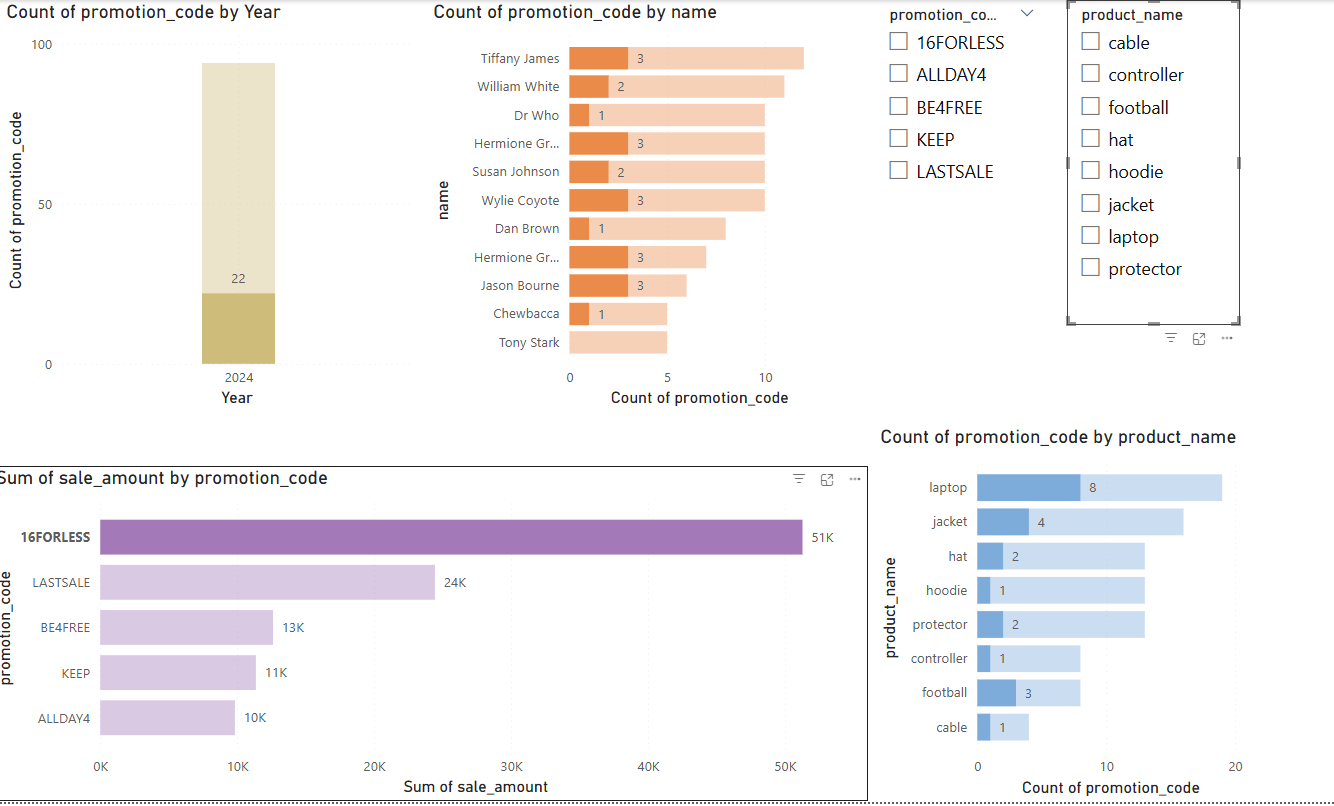 Count of promotion_code by Year
100
50
0
Count of promotion_code
22
2024
Year
Count of promotion_code by name
name
Tiffany James 3
William White 2
Dr Who 1
Hermione Gr... 3
Susan Johnson 2
Wylie Coyote 3
Dan Brown 1
Hermione Gr... 3
Jason Bourne 3
Chewbacca 1
Tony Stark
0 5 10
Count of promotion_code
promotion_co...
16FORLESS
ALLDAY4
BE4FREE
KEEP
LASTSALE
product_name
cable
controller
football
hat
hoodie
jacket
laptop
protector
Sum of sale_amount by promotion_code
promotion_code
16FORLESS 51K
LASTSALE 24K
BE4FREE 13K
KEEP 11K
ALLDAY4 10K
0K 10K 20K 30K 40K 50K
Sum of sale_amount
Count of promotion_code by product_name
product_name
laptop 8
jacket 4
hat 2
hoodie 1
protector 2
controller 1
football 3
cable 1
0 10 20
Count of promotion_code